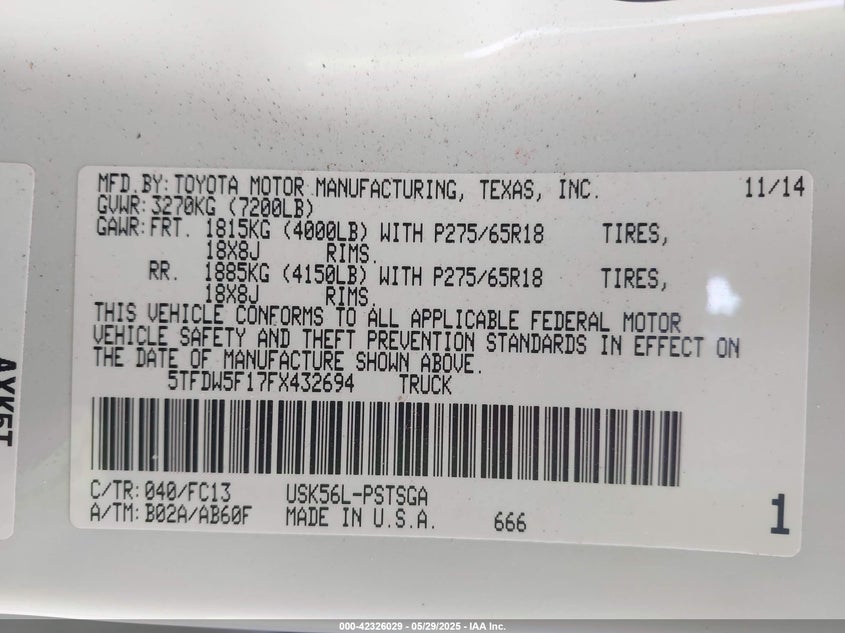 MFD.BY: TOYOTA MOTOR MANUFACTURING, TEXAS, INC. 11/14
GVWR: 3270KG (7200LB)
GAWR: FRT. 1815KG (4000LB) WITH P275/65R18 TIRES,
18X8J RIMS.
RR. 1885KG (4150LB) WITH P275/65R18 TIRES,
18X8J RIMS.
THIS VEHICLE CONFORMS TO ALL APPLICABLE FEDERAL MOTOR
VEHICLE SAFETY AND THEFT PREVENTION STANDARDS IN EFFECT ON
THE DATE OF MANUFACTURE SHOWN ABOVE.
5TFDW5F17FX432694 TRUCK
C/TR: 040/FC13 USK56L-PSTSGA
A/TM: B02A/AB60F MADE IN U.S.A. 666 1
000-42326029 - 05/29/2025 - IAA Inc.